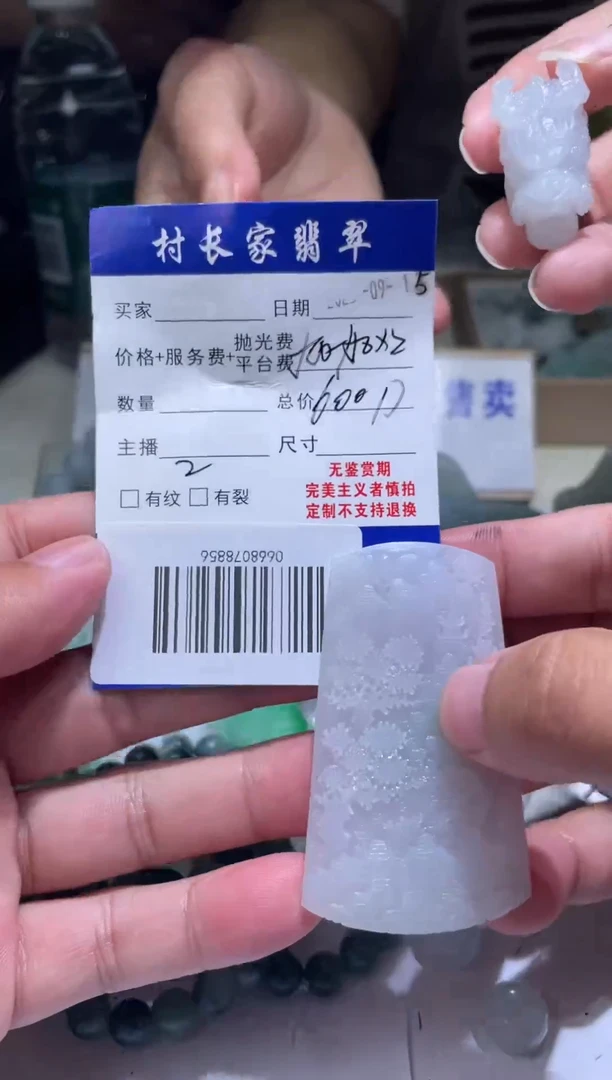 村长家翡翠
买家 日期 -09-15
价格+服务费+抛光费
平台费
数量 总价
主播 尺寸
2
无鉴赏期
完美主义者慎拍
定制不支持退换
有纹 有裂
0668078856
售卖